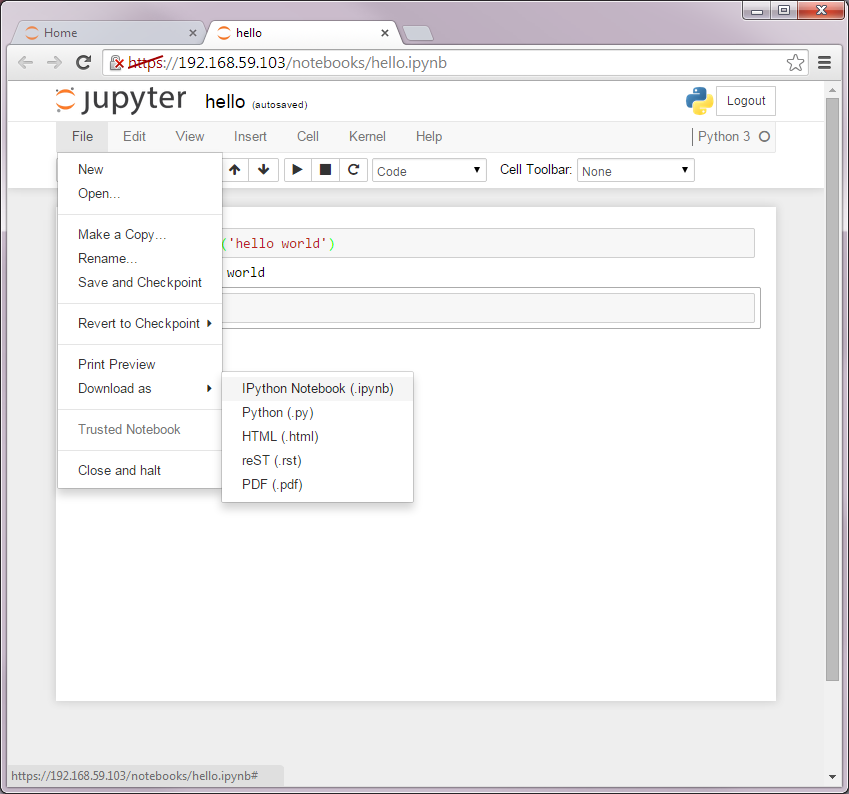 Home
hello
https://192.168.59.103/notebooks/hello.ipynb
jupyter hello (autosaved)
Logout
File Edit View Insert Cell Kernel Help
Python 3
Code
Cell Toolbar: None
New
Open...
Make a Copy...
Rename...
Save and Checkpoint
Revert to Checkpoint
Print Preview
Download as
Trusted Notebook
Close and halt
('hello world')
world
IPython Notebook (.ipynb)
Python (.py)
HTML (.html)
reST (.rst)
PDF (.pdf)
https://192.168.59.103/notebooks/hello.ipynb#